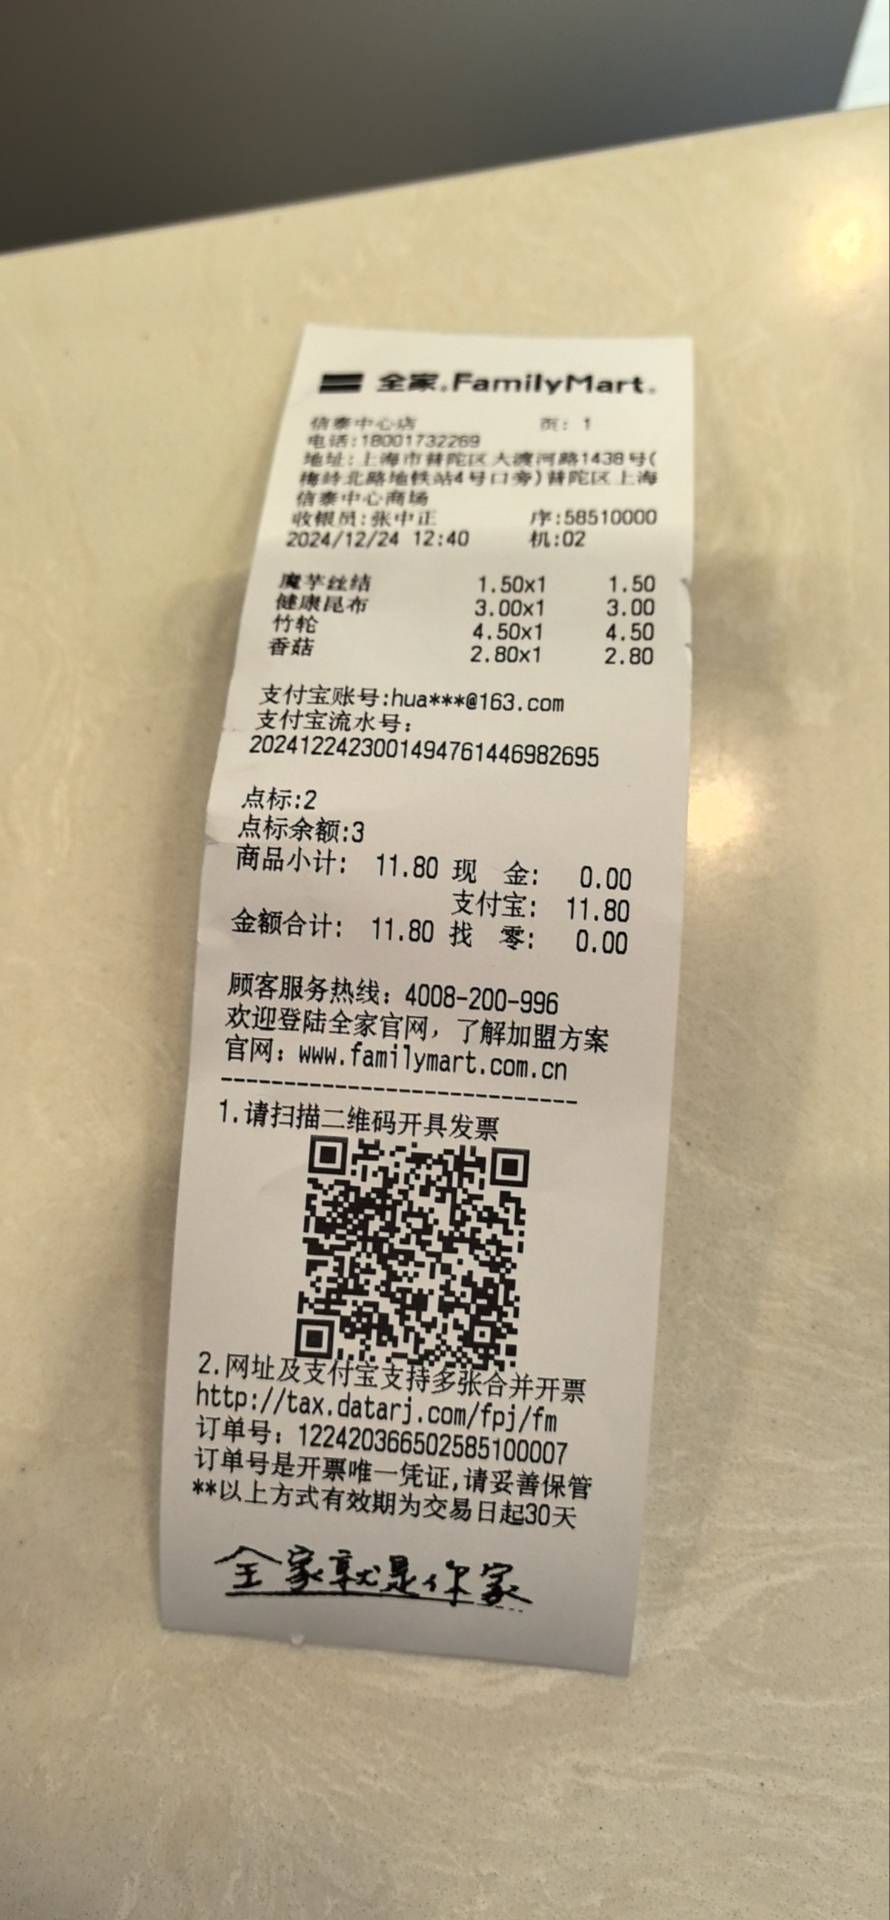 全家.FamilyMart.
信泰中心店 页: 1
电话:18001732269
地址:上海市普陀区大渡河路1438号(
梅岭北路地铁站4号口旁)普陀区上海
信泰中心商场
收银员:张中正 序:58510000
2024/12/24 12:40 机:02
魔芋丝结 1.50x1 1.50
健康昆布 3.00x1 3.00
竹轮 4.50x1 4.50
香菇 2.80x1 2.80
支付宝账号:hua***@163.com
支付宝流水号:
2024122423001494761446982695
点标:2
点标余额:3
商品小计: 11.80 现 金: 0.00
支付宝: 11.80
金额合计: 11.80 找 零: 0.00
顾客服务热线: 4008-200-996
欢迎登陆全家官网, 了解加盟方案
官网: www.familymart.com.cn
-----------------------------
1.请扫描二维码开具发票
2.网址及支付宝支持多张合并开票
http://tax.datarj.com/fpj/fm
订单号: 122420366502585100007
订单号是开票唯一凭证,请妥善保管
**以上方式有效期为交易日起30天
全家就是你家